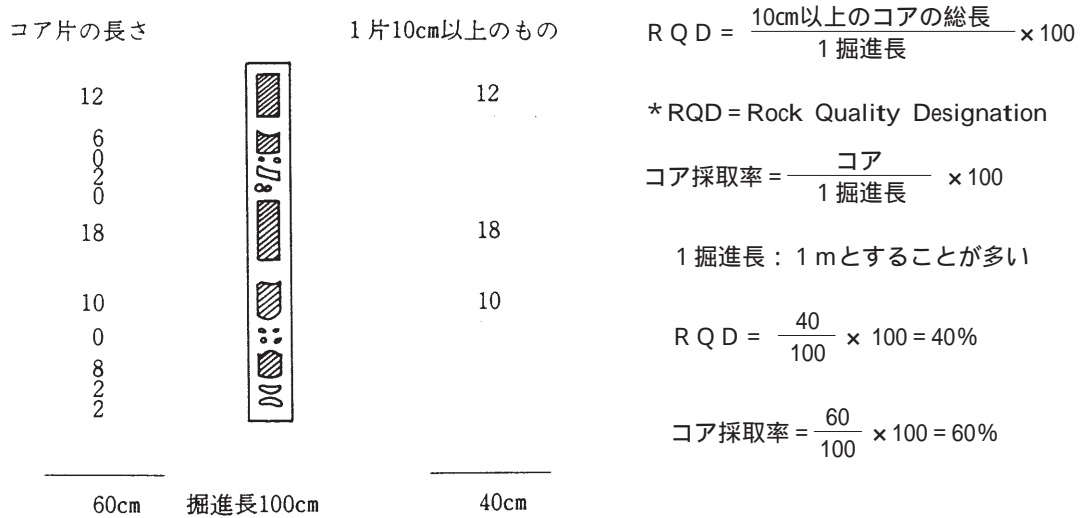 コア片の長さ
12
6
0
2
0
18
10
0
8
2
2
60cm
掘進長100cm
1片10cm以上のもの
12
18
10
40cm
RQD = 10cm以上のコアの総長 / 1掘進長 ×100
*RQD=Rock Quality Designation
コア採取率 = コア / 1掘進長 ×100
1掘進長：1mとすることが多い
RQD = 40 / 100 × 100 = 40%
コア採取率 = 60 / 100 ×100 = 60%